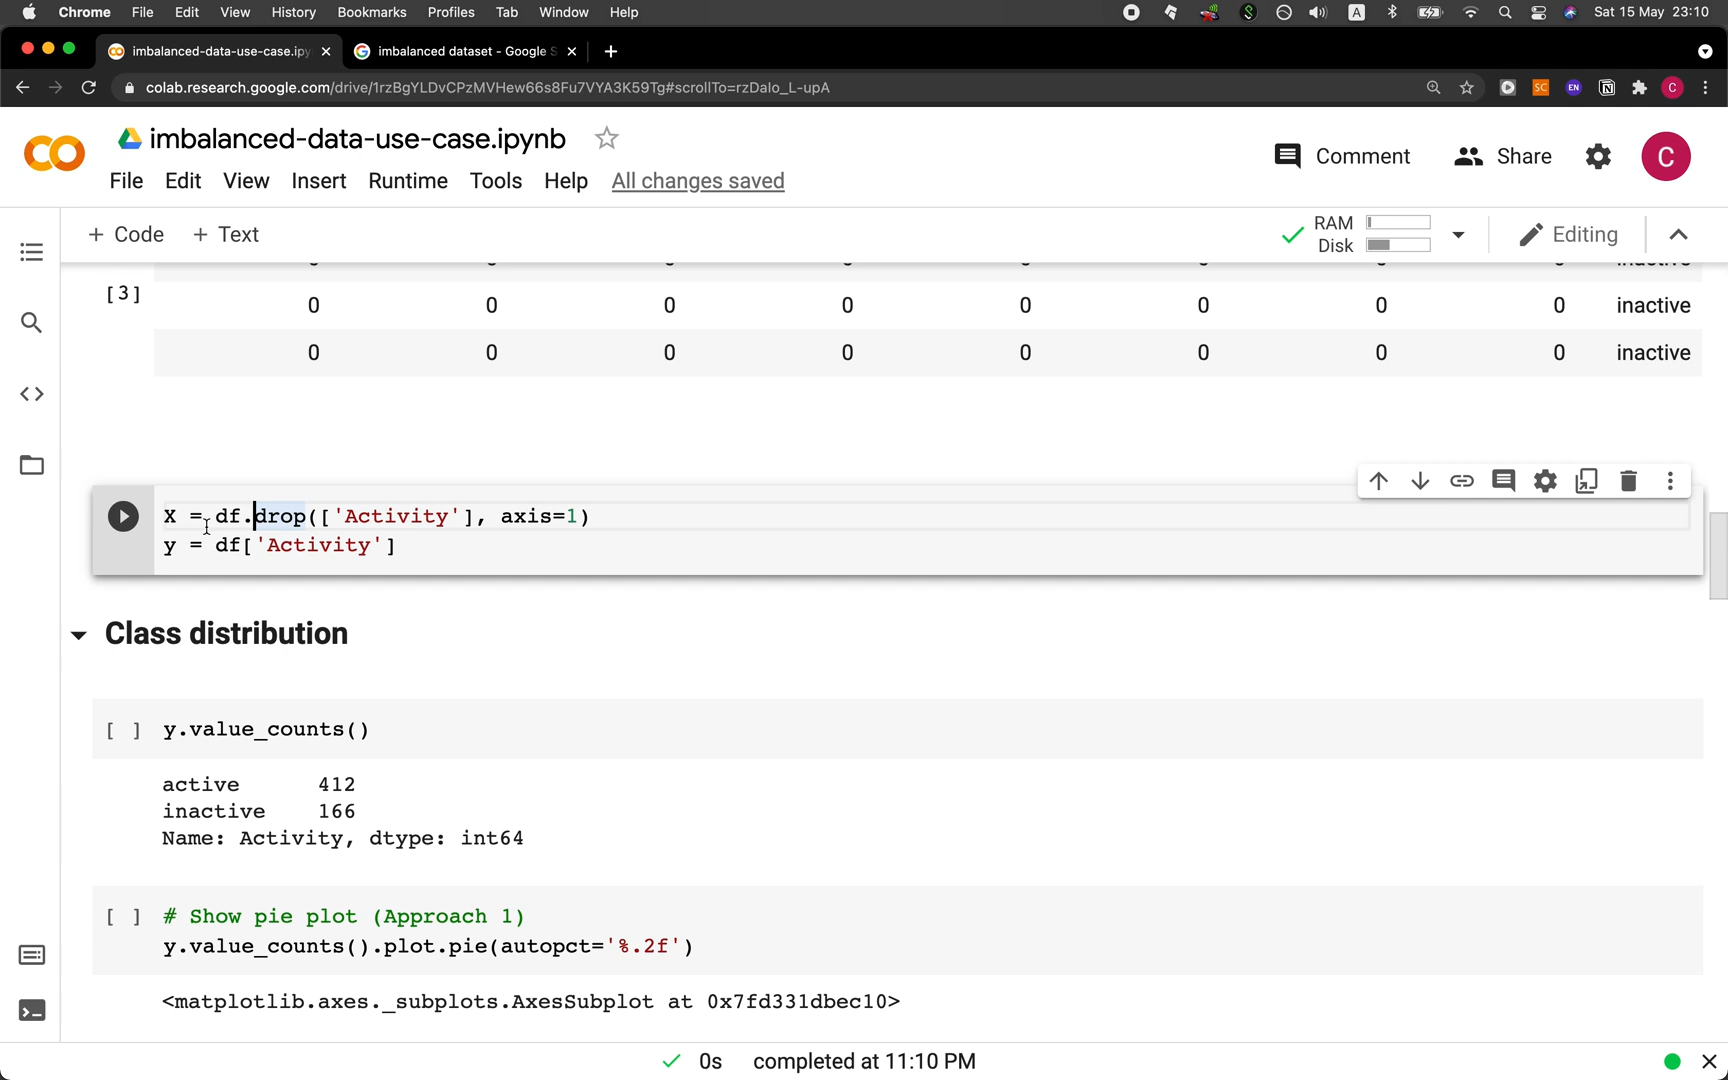 Chrome File Edit View History Bookmarks Profiles Tab Window Help A Sat 15 May 23:10
imbalanced-data-use-case.ipy imbalanced dataset - Google S
colab.research.google.com/drive/1rzBgYLDvCPzMVHew66s8Fu7VYA3K59Tg#scrollTo=rzDalo_L-upA SC EN C
imbalanced-data-use-case.ipynb
Comment Share C
File Edit View Insert Runtime Tools Help All changes saved
+ Code + Text RAM Disk Editing
[3]
0 0 0 0 0 0 0 0 inactive
0 0 0 0 0 0 0 0 inactive
X = df.drop(['Activity'], axis=1)
y = df['Activity']
Class distribution
[ ] y.value_counts()
active 412
inactive 166
Name: Activity, dtype: int64
[ ] # Show pie plot (Approach 1)
y.value_counts().plot.pie(autopct='%.2f')
<matplotlib.axes._subplots.AxesSubplot at 0x7fd331dbec10>
0s completed at 11:10 PM